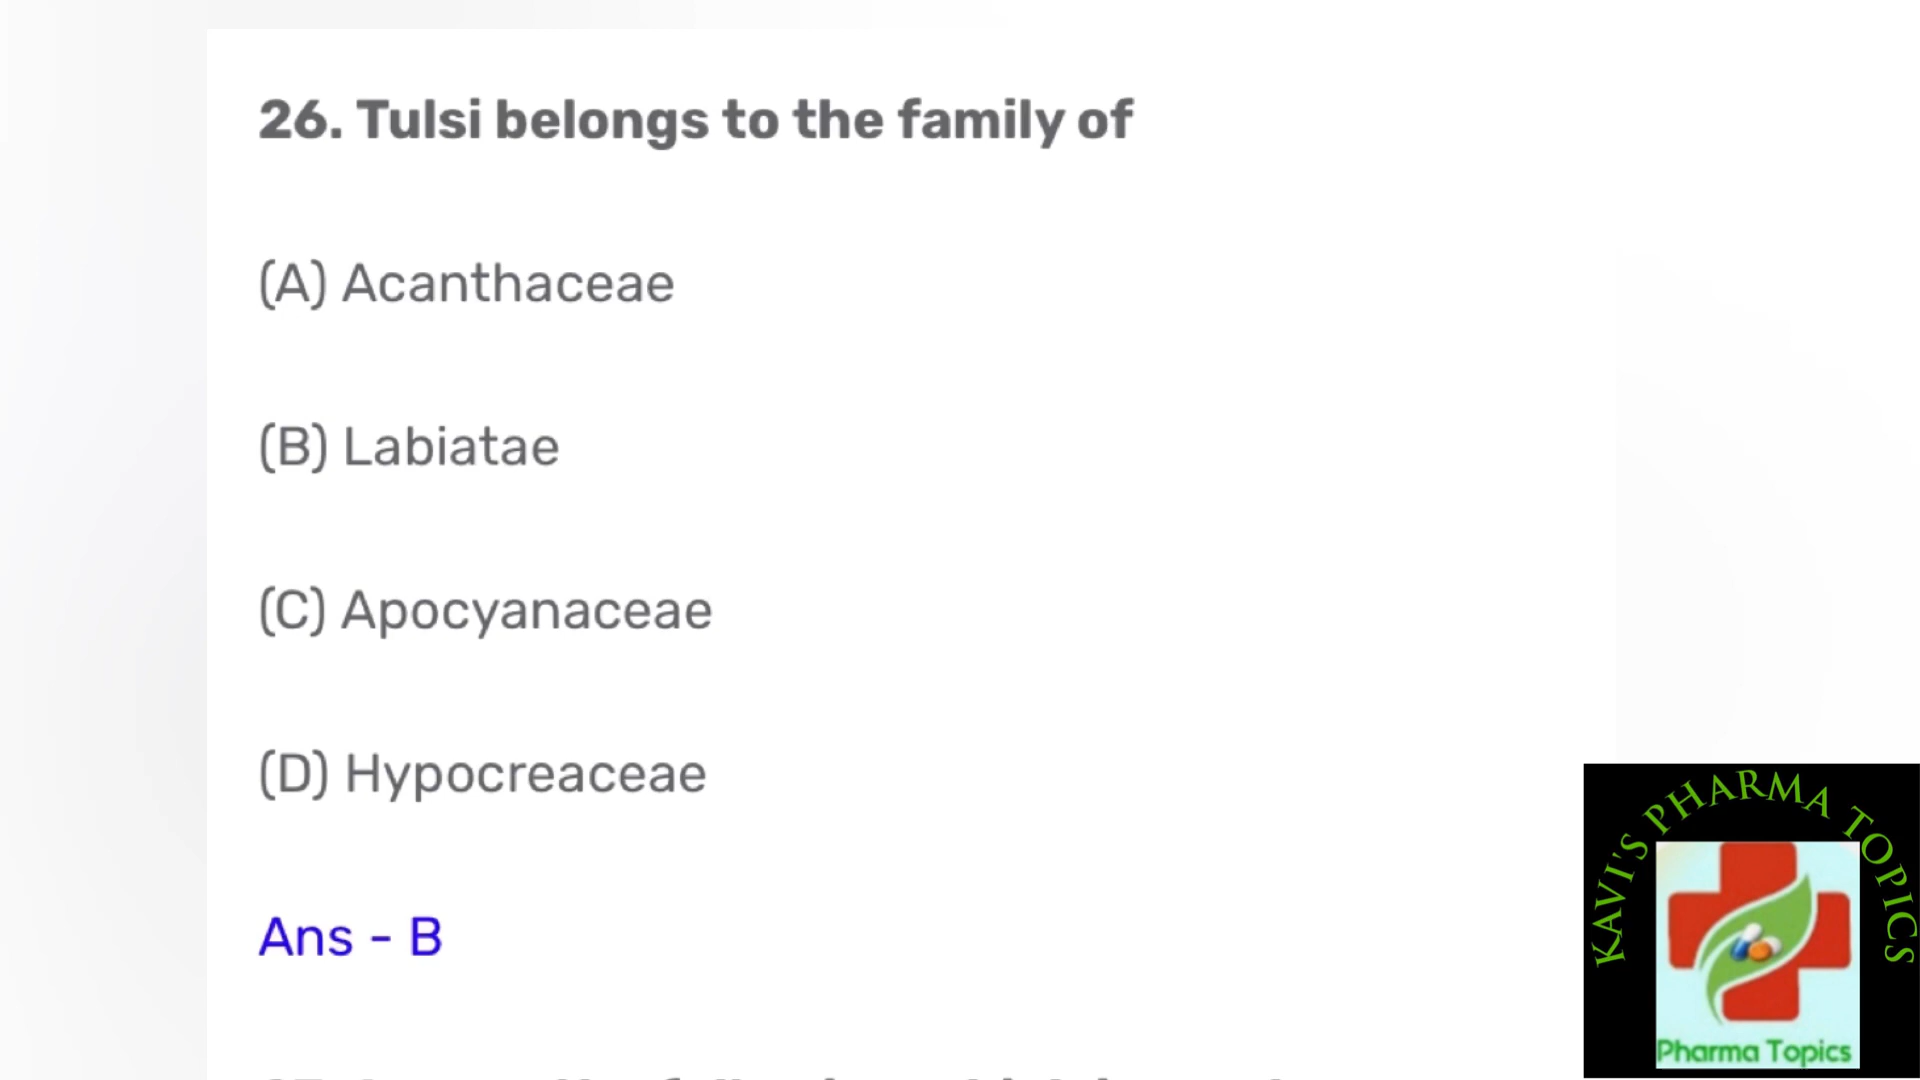 26. Tulsi belongs to the family of
(A) Acanthaceae
(B) Labiatae
(C) Apocyanaceae
(D) Hypocreaceae
Ans - B
KAVI'S PHARMA TOPICS
Pharma Topics